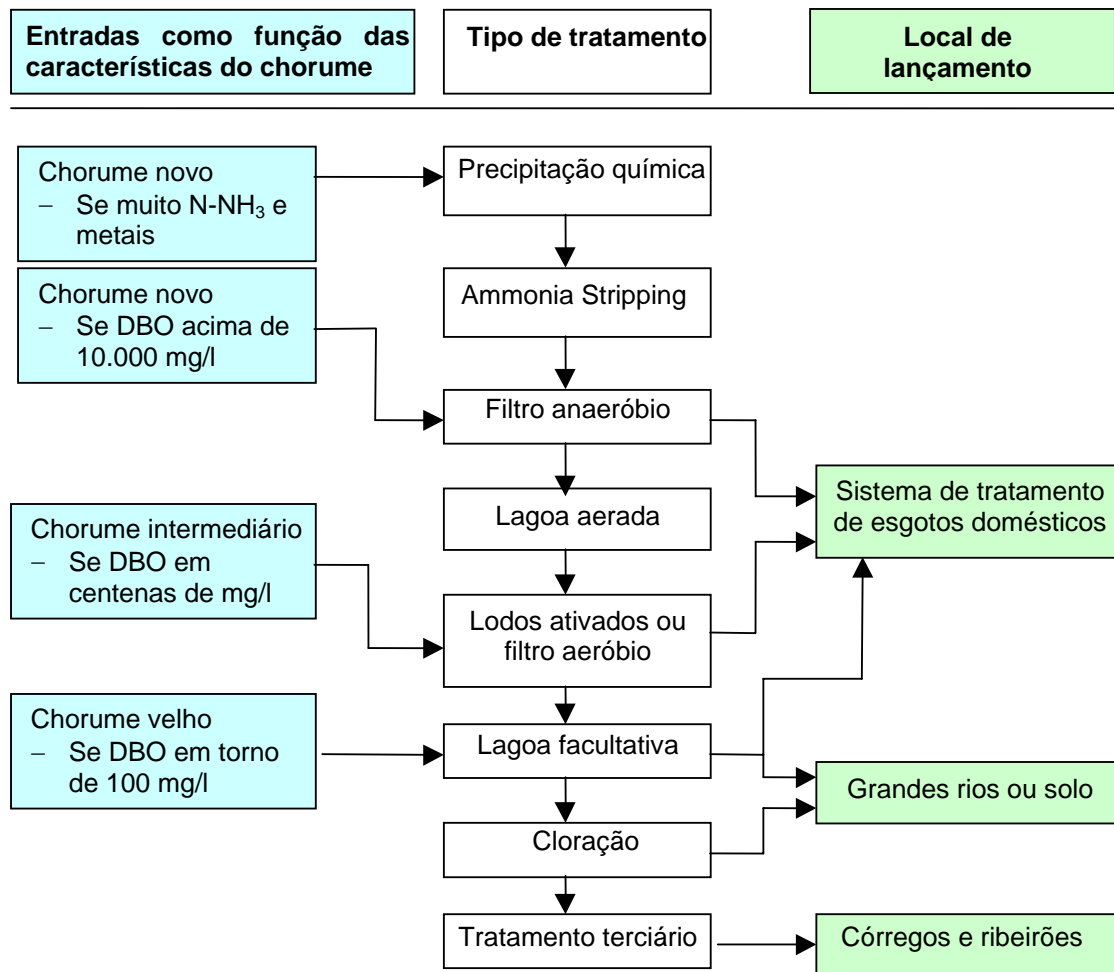 Entradas como função das
características do chorume
Tipo de tratamento
Local de
lançamento
Chorume novo
– Se muito N-NH₃ e
metais
Chorume novo
– Se DBO acima de
10.000 mg/l
Chorume intermediário
– Se DBO em
centenas de mg/l
Chorume velho
– Se DBO em torno
de 100 mg/l
Precipitação química
Ammonia Stripping
Filtro anaeróbio
Lagoa aerada
Lodos ativados ou
filtro aeróbio
Lagoa facultativa
Cloração
Tratamento terciário
Sistema de tratamento
de esgotos domésticos
Grandes rios ou solo
Córregos e ribeirões